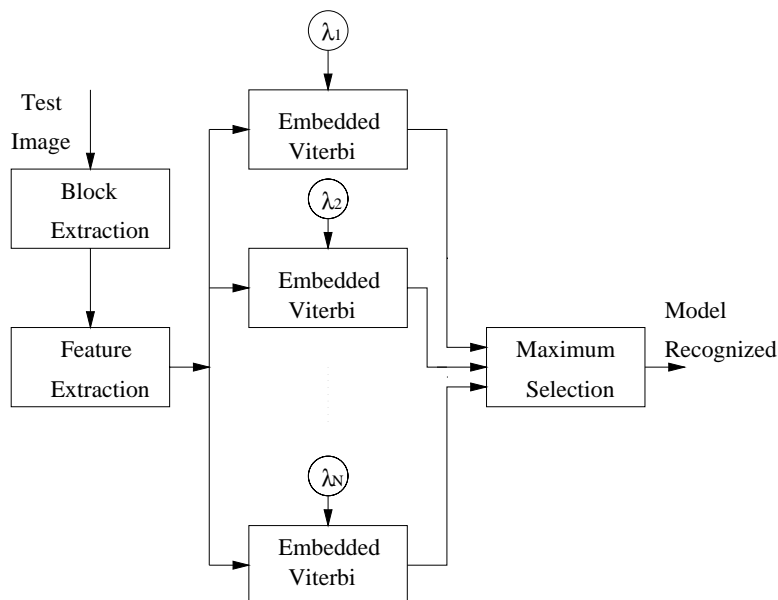 Test
Image
Block
Extraction
Feature
Extraction
λ1
Embedded
Viterbi
λ2
Embedded
Viterbi
λN
Embedded
Viterbi
Maximum
Selection
Model
Recognized